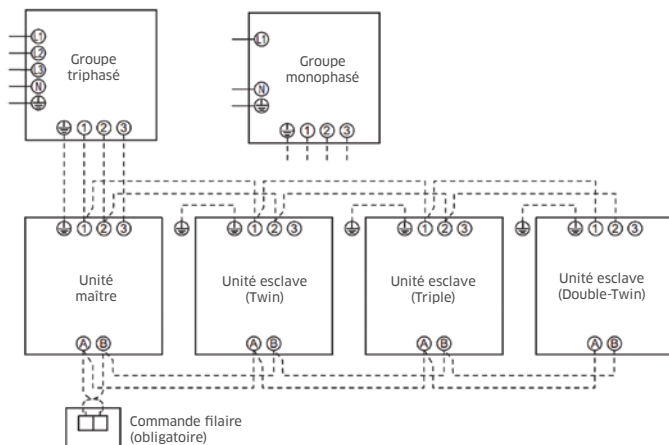 Groupe
triphasé
L1
L2
L3
N
1 2 3
Groupe
monophasé
L1
N
1 2 3
1 2 3
Unité
maître
A B
1 2 3
Unité esclave
(Twin)
A B
1 2 3
Unité esclave
(Triple)
A B
1 2 3
Unité esclave
(Double-Twin)
A B
Commande filaire
(obligatoire)